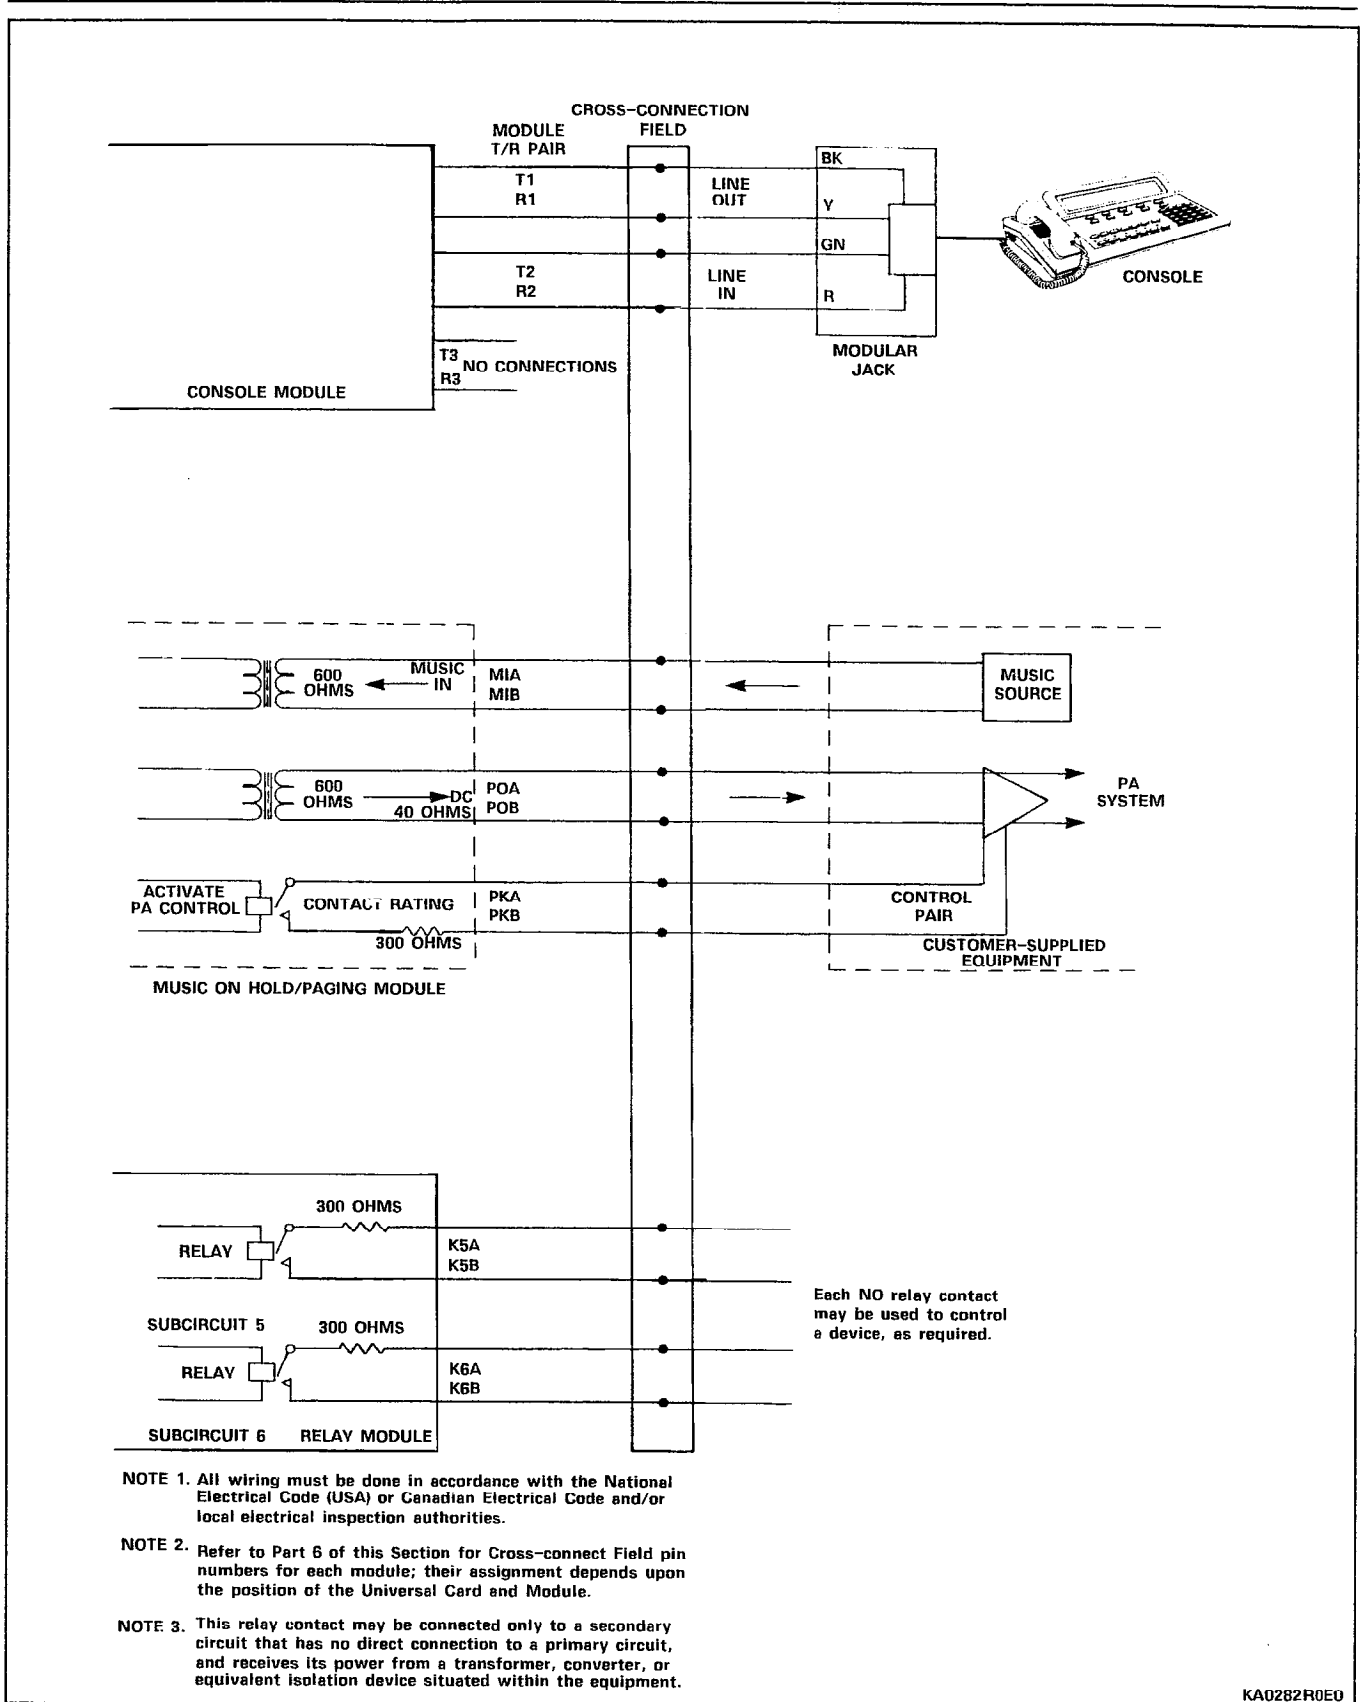 CROSS-CONNECTION
FIELD
MODULE
T/R PAIR
T1
R1
LINE
OUT
BK
Y
GN
T2
R2
LINE
IN
R
CONSOLE
MODULAR
JACK
T3
R3
NO CONNECTIONS
CONSOLE MODULE
600
OHMS
MUSIC
IN
MIA
MIB
MUSIC
SOURCE
600
OHMS
DC
40 OHMS
POA
POB
PA
SYSTEM
ACTIVATE
PA CONTROL
CONTACT RATING
PKA
PKB
300 OHMS
CONTROL
PAIR
CUSTOMER-SUPPLIED
EQUIPMENT
MUSIC ON HOLD/PAGING MODULE
300 OHMS
RELAY
K5A
K5B
SUBCIRCUIT 5
Each NO relay contact
may be used to control
a device, as required.
300 OHMS
RELAY
K6A
K6B
SUBCIRCUIT 6
RELAY MODULE
NOTE 1. All wiring must be done in accordance with the National
Electrical Code (USA) or Canadian Electrical Code and/or
local electrical inspection authorities.
NOTE 2. Refer to Part 6 of this Section for Cross-connect Field pin
numbers for each module; their assignment depends upon
the position of the Universal Card and Module.
NOTE 3. This relay contact may be connected only to a secondary
circuit that has no direct connection to a primary circuit,
and receives its power from a transformer, converter, or
equivalent isolation device situated within the equipment.
KA0282R0E0